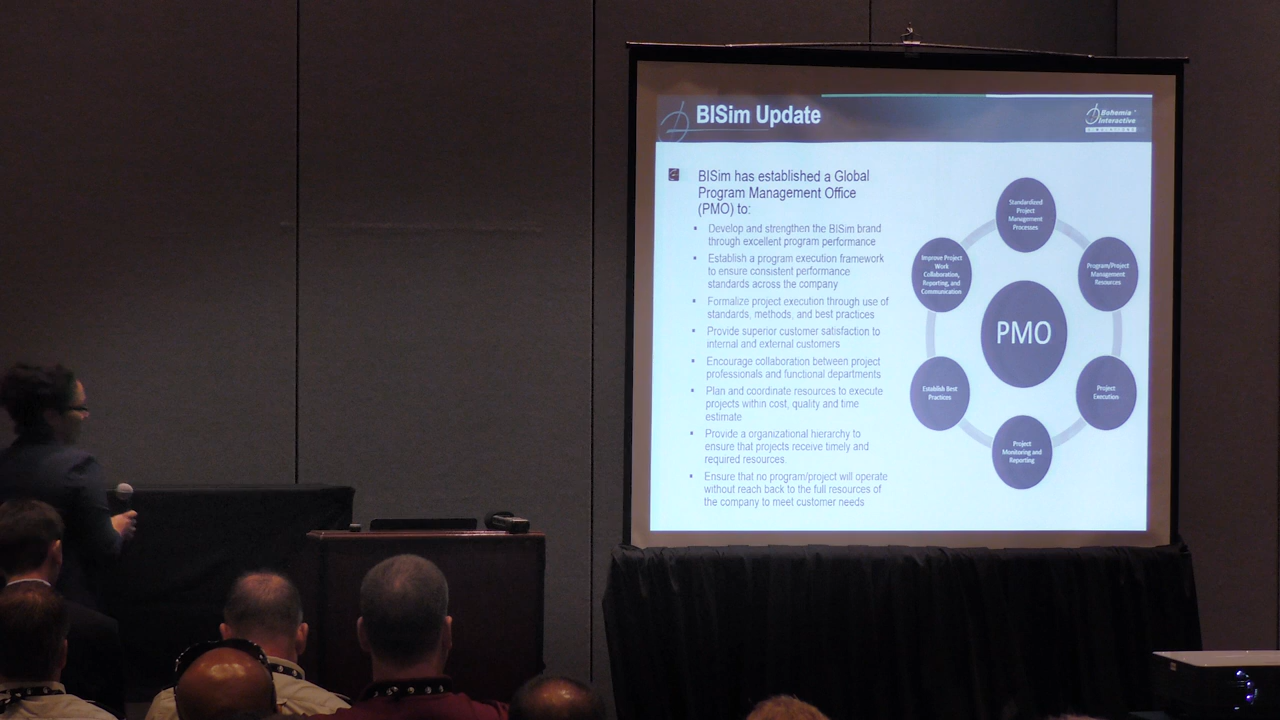 BISim Update
Bohemia
Interactive
SIMULATIONS
BISim has established a Global
Program Management Office
(PMO) to:
Develop and strengthen the BISim brand
through excellent program performance
Establish a program execution framework
to ensure consistent performance
standards across the company
Formalize project execution through use of
standards, methods, and best practices
Provide superior customer satisfaction to
internal and external customers
Encourage collaboration between project
professionals and functional departments
Plan and coordinate resources to execute
projects within cost, quality and time
estimate
Provide a organizational hierarchy to
ensure that projects receive timely and
required resources.
Ensure that no program/project will operate
without reach back to the full resources of
the company to meet customer needs
Standardized
Project
Management
Processes
Program/Project
Management
Resources
Project
Execution
Project
Monitoring and
Reporting
Establish Best
Practices
Improve Project
Work
Collaboration,
Reporting, and
Communication
PMO